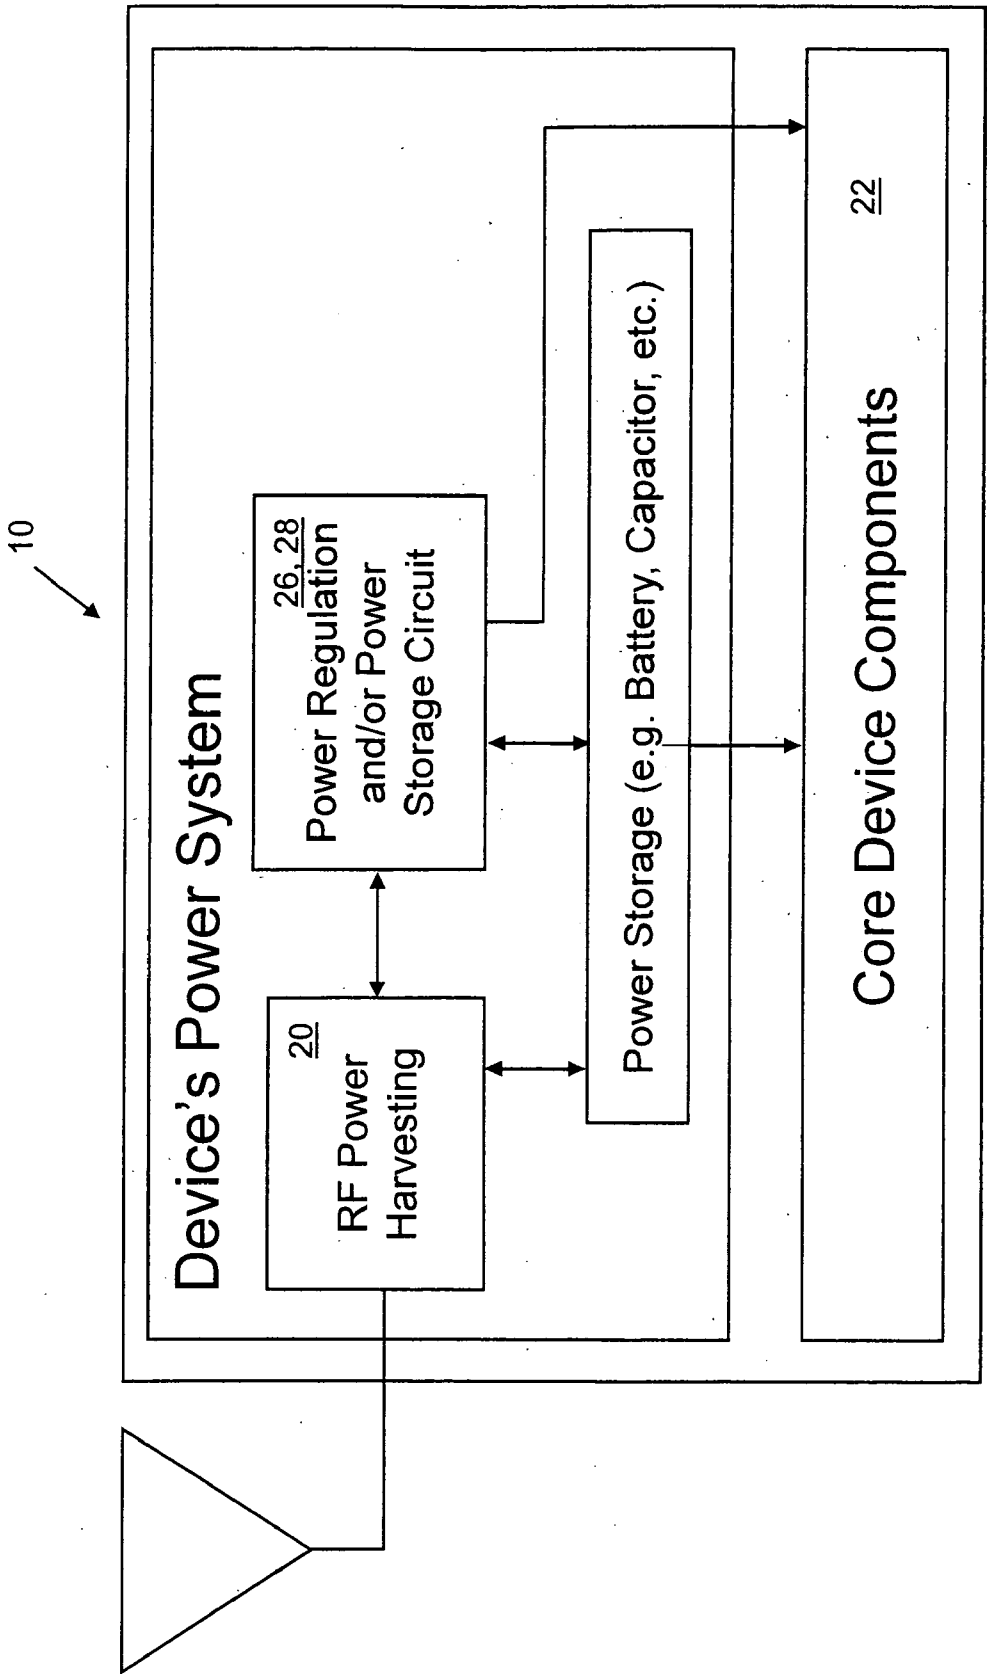 10
Device's Power System
20
RF Power
Harvesting
26, 28
Power Regulation
and/or Power
Storage Circuit
Power Storage (e.g. Battery, Capacitor, etc.)
Core Device Components
22